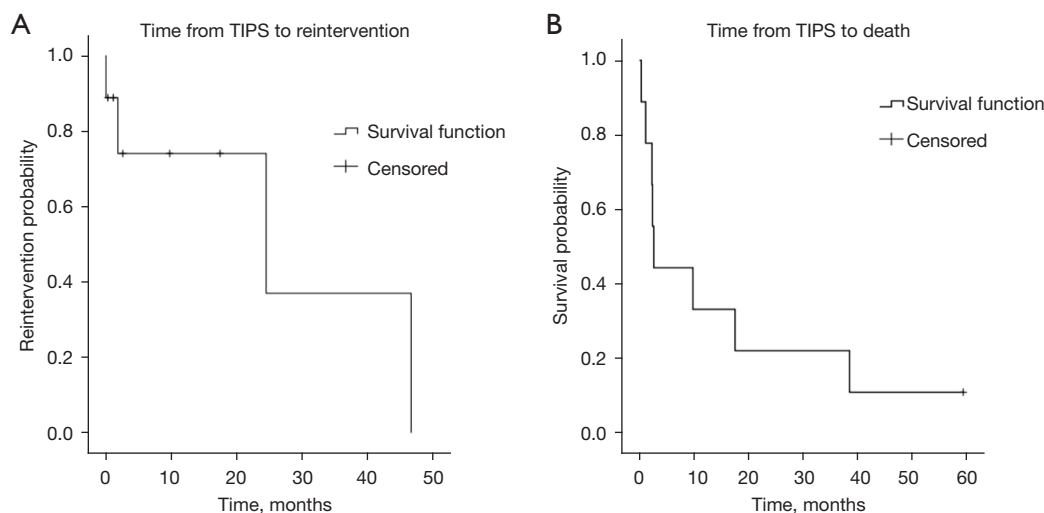 A
Time from TIPS to reintervention
1.0
0.8
0.6
0.4
0.2
0.0
Reintervention probability
Survival function
Censored
0 10 20 30 40 50
Time, months
B
Time from TIPS to death
1.0
0.8
0.6
0.4
0.2
0.0
Survival probability
Survival function
Censored
0 10 20 30 40 50 60
Time, months